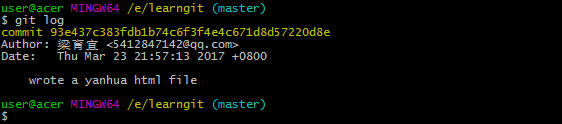 user@acer MINGW64 /e/learngit (master)
$ git log
commit 93e437c383fdb1b74c6f3f4e4c671d8d57220d8e
Author: 梁育宣 <5412847142@qq.com>
Date:   Thu Mar 23 21:57:13 2017 +0800
    wrote a yanhua html file
user@acer MINGW64 /e/learngit (master)
$